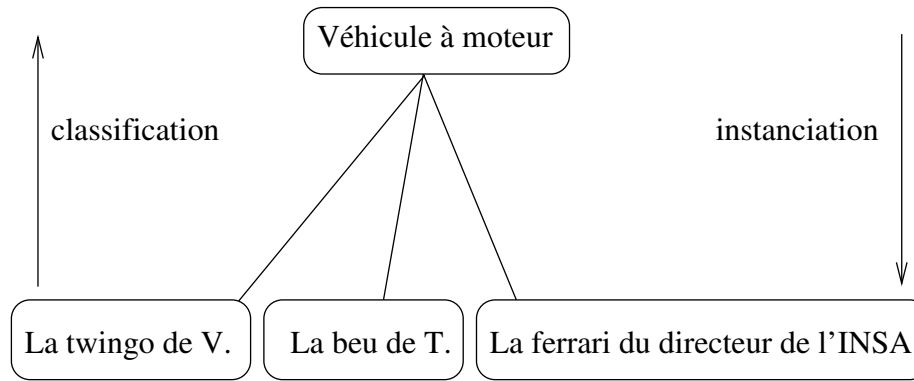 Véhicule à moteur
classification
instanciation
La twingo de V.
La beu de T.
La ferrari du directeur de l'INSA